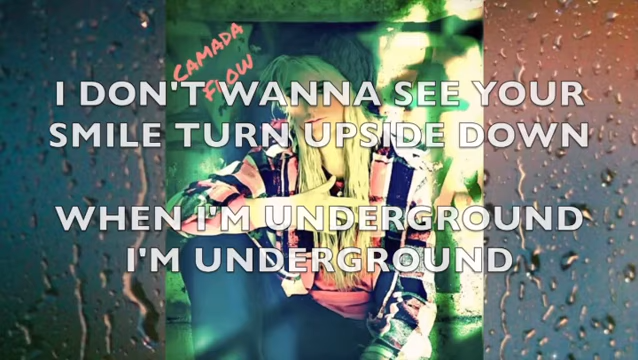 CAMADA
FLOW
I DON'T WANNA SEE YOUR
SMILE TURN UPSIDE DOWN
WHEN I'M UNDERGROUND
I'M UNDERGROUND